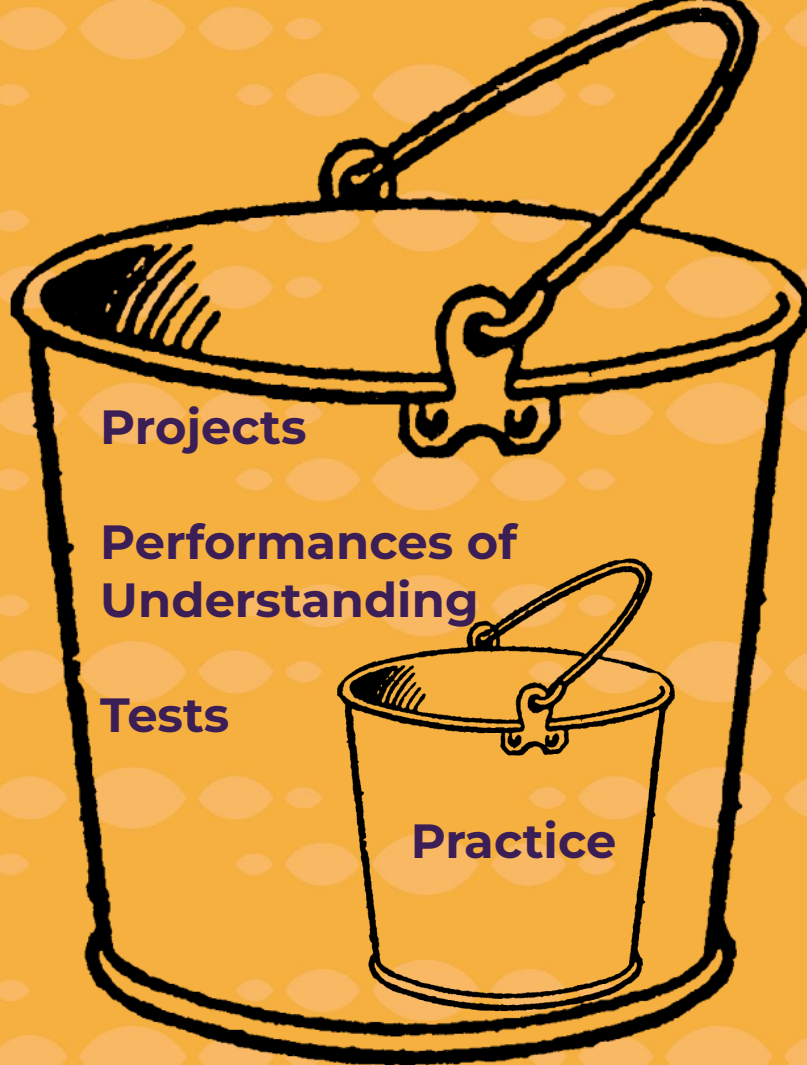 Projects
Performances of
Understanding
Tests
Practice